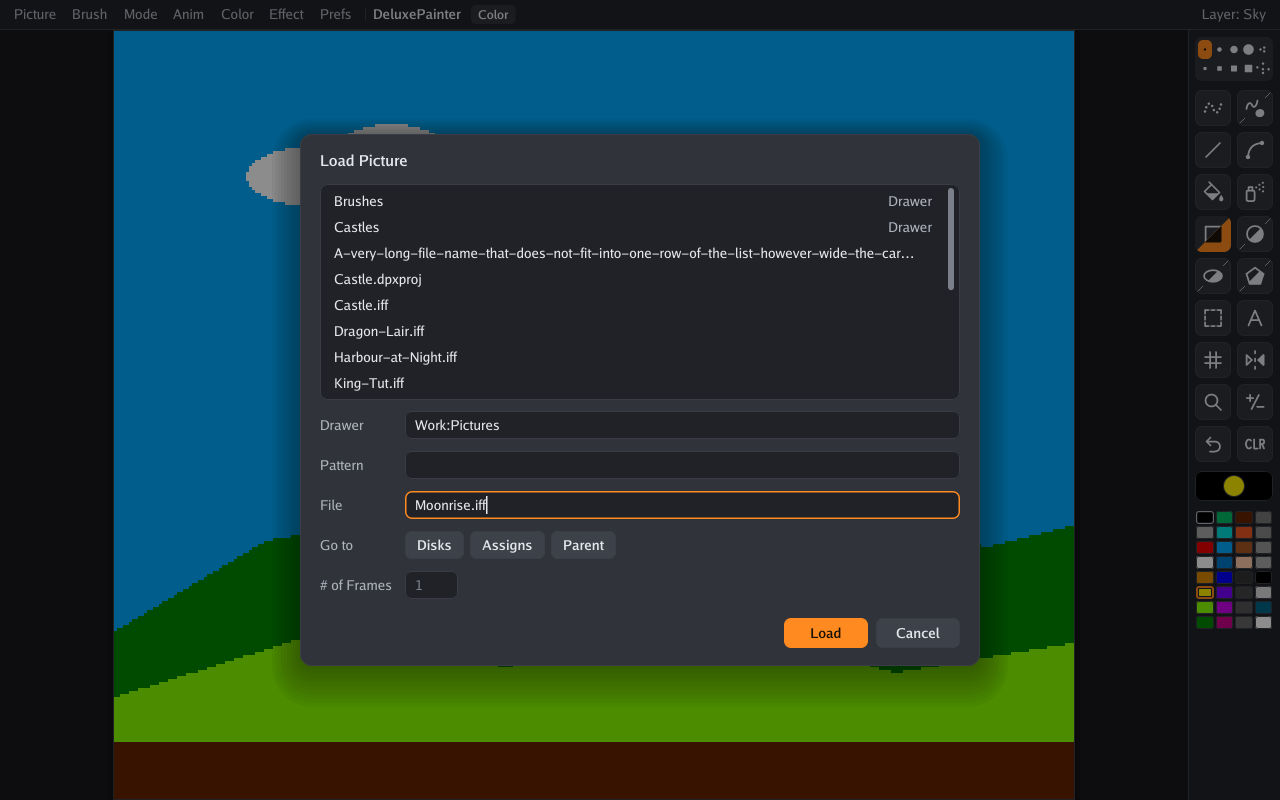 Picture Brush Mode Anim Color Effect Prefs DeluxePainter Color Layer: Sky
Load Picture
Brushes Drawer
Castles Drawer
A-very-long-file-name-that-does-not-fit-into-one-row-of-the-list-however-wide-the-car…
Castle.dpxproj
Castle.iff
Dragon-Lair.iff
Harbour-at-Night.iff
King-Tut.iff
Drawer Work:Pictures
Pattern
File Moonrise.iff
Go to Disks Assigns Parent
# of Frames 1
Load Cancel
A
CLR